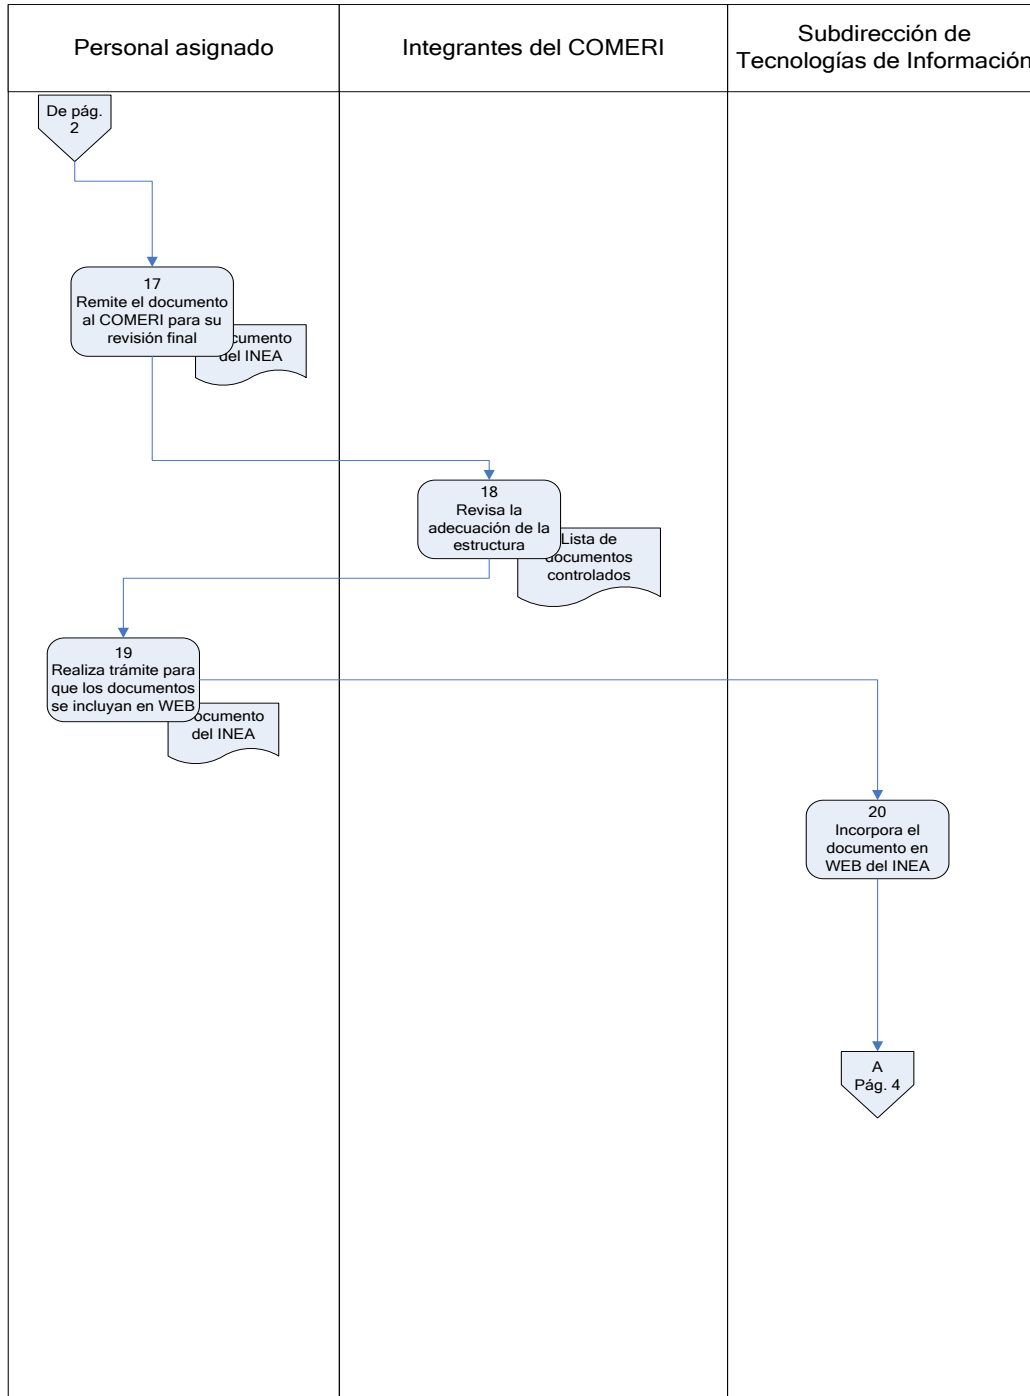 Personal asignado
Integrantes del COMERI
Subdirección de
Tecnologías de Información
De pág.
2
17
Remite el documento
al COMERI para su
revisión final
cumento
del INEA
18
Revisa la
adecuación de la
estructura
Lista de
documentos
controlados
19
Realiza trámite para
que los documentos
se incluyan en WEB
ocumento
del INEA
20
Incorpora el
documento en
WEB del INEA
A
Pág. 4